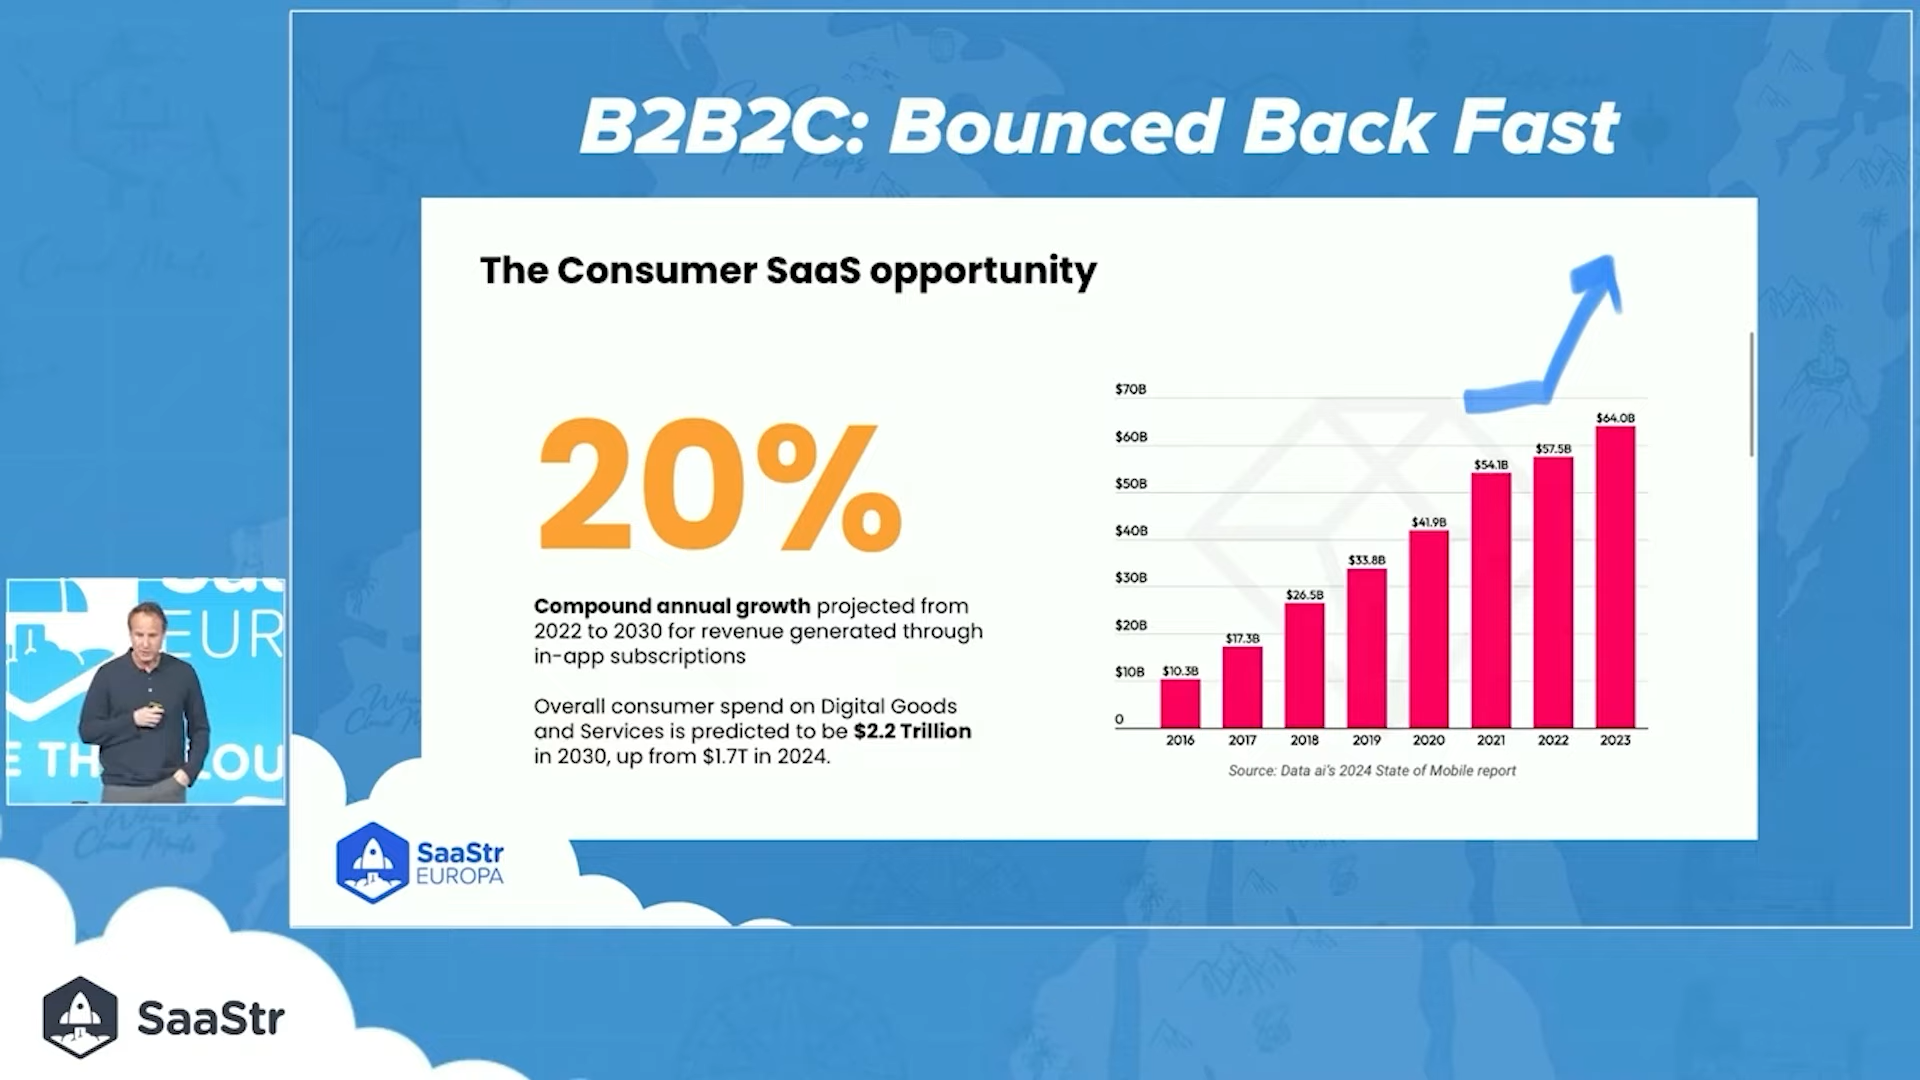 B2B2C: Bounced Back Fast
The Consumer SaaS opportunity
20%
Compound annual growth projected from
2022 to 2030 for revenue generated through
in-app subscriptions
Overall consumer spend on Digital Goods
and Services is predicted to be $2.2 Trillion
in 2030, up from $1.7T in 2024.
$70B
$60B
$50B
$40B
$30B
$20B
$10B
0
$10.3B
$17.3B
$26.5B
$33.8B
$41.9B
$54.1B
$57.5B
$64.0B
2016 2017 2018 2019 2020 2021 2022 2023
Source: Data ai's 2024 State of Mobile report
EUR
E TH LOU
SaaStr
EUROPA
SaaStr